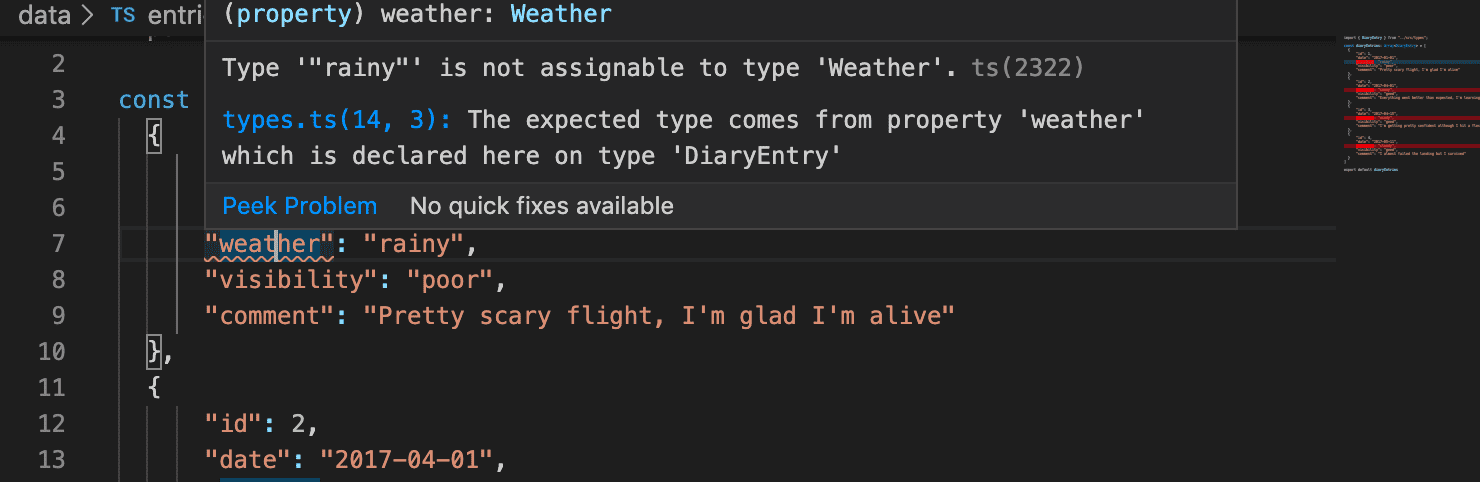 data > TS entri
(property) weather: Weather
Type '"rainy"' is not assignable to type 'Weather'. ts(2322)
types.ts(14, 3): The expected type comes from property 'weather'
which is declared here on type 'DiaryEntry'
Peek Problem No quick fixes available
2
3 const
4 {
5
6
7 "weather": "rainy",
8 "visibility": "poor",
9 "comment": "Pretty scary flight, I'm glad I'm alive"
10 },
11 {
12 "id": 2,
13 "date": "2017-04-01",